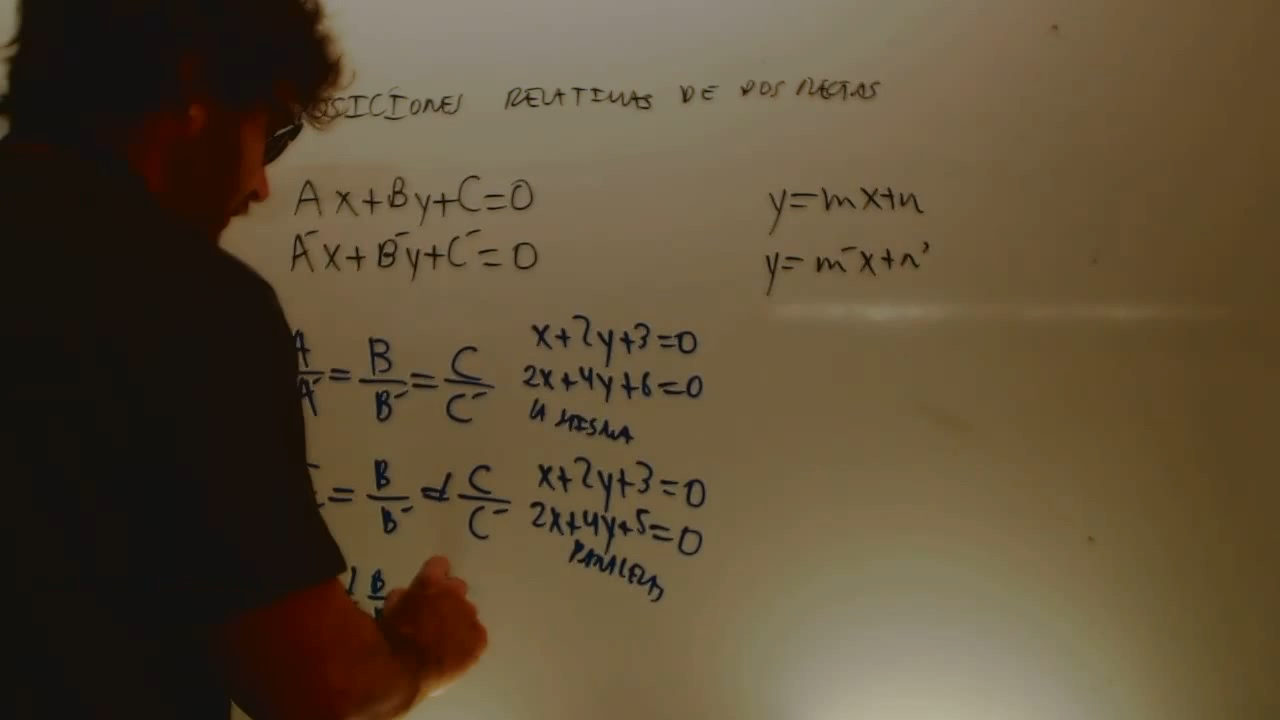 POSICIONES RELATIVAS DE DOS RECTAS
Ax+By+C=0
A´x+B´y+C´=0
y=mx+n
y=m´x+n'
A/A´ = B/B´ = C/C´
x+2y+3=0
2x+4y+6=0
LA MISMA
= B/B´ ≠ C/C´
x+2y+3=0
2x+4y+5=0
PARALELAS
≠ B